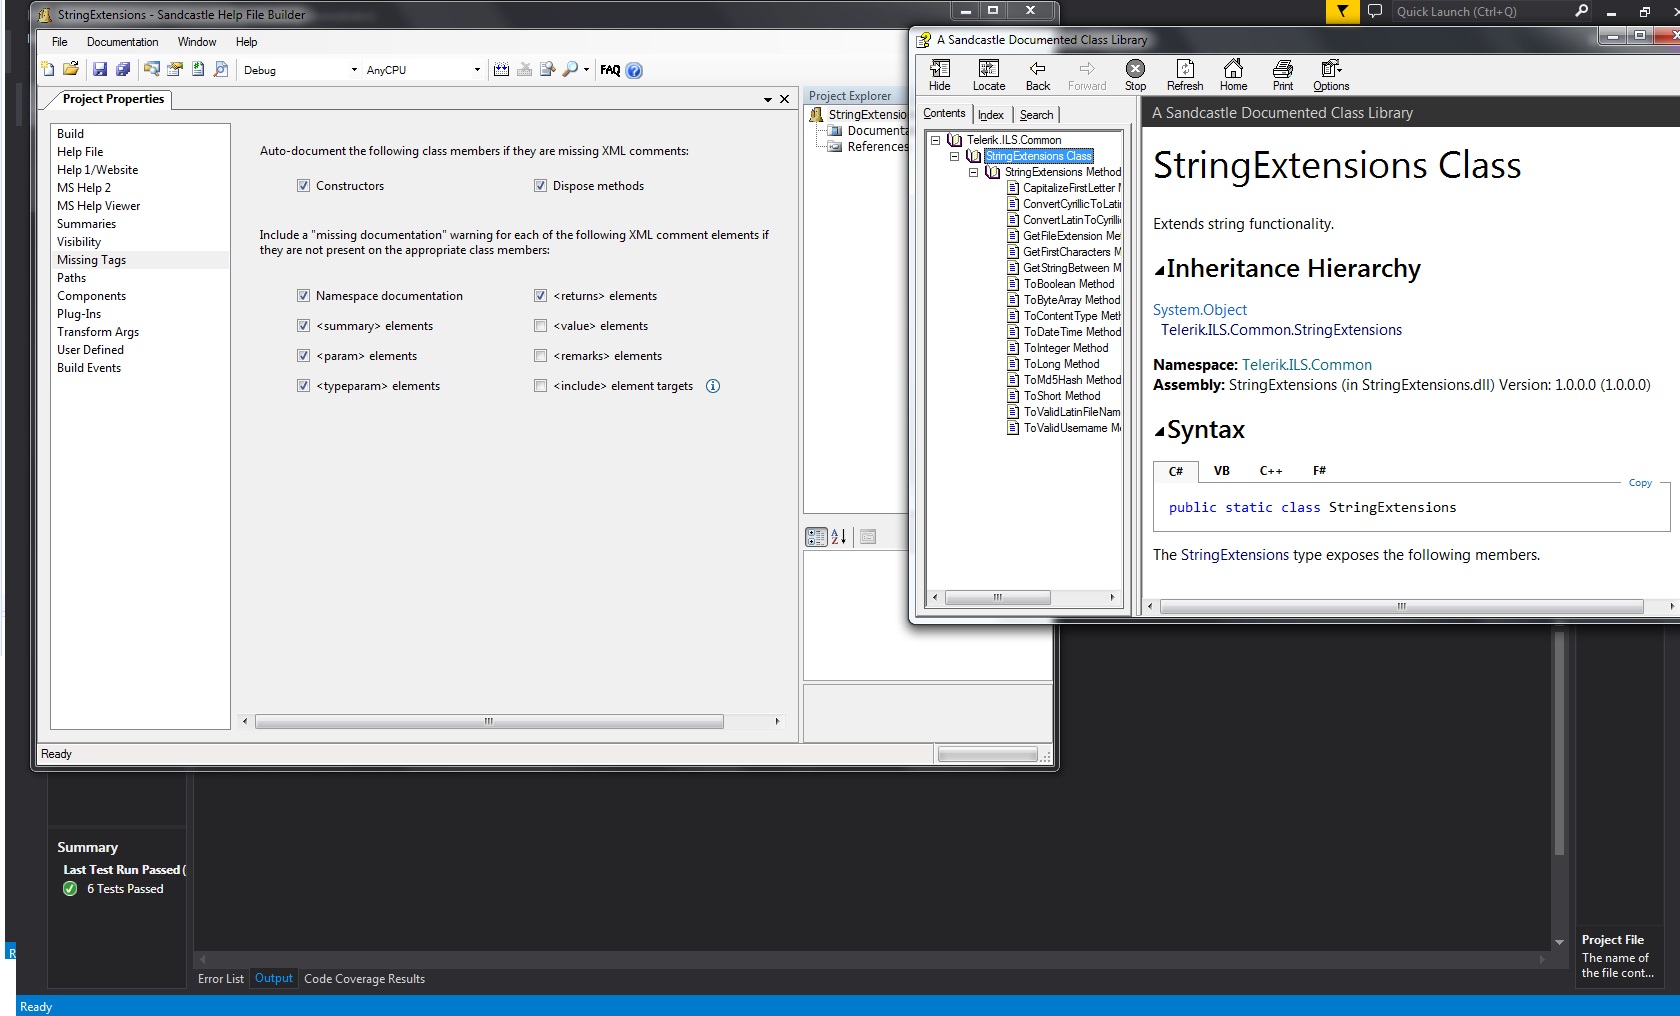 StringExtensions - Sandcastle Help File Builder
File Documentation Window Help
Debug AnyCPU FAQ
Project Properties
Build
Help File
Help 1/Website
MS Help 2
MS Help Viewer
Summaries
Visibility
Missing Tags
Paths
Components
Plug-Ins
Transform Args
User Defined
Build Events
Auto-document the following class members if they are missing XML comments:
Constructors Dispose methods
Include a "missing documentation" warning for each of the following XML comment elements if
they are not present on the appropriate class members:
Namespace documentation <returns> elements
<summary> elements <value> elements
<param> elements <remarks> elements
<typeparam> elements <include> element targets
Ready
Project Explorer
StringExtensio
Documenta
References
Quick Launch (Ctrl+Q)
A Sandcastle Documented Class Library
Hide Locate Back Forward Stop Refresh Home Print Options
Contents Index Search
Telerik.ILS.Common
StringExtensions Class
StringExtensions Method
CapitalizeFirstLetter M
ConvertCyrillicToLatin
ConvertLatinToCyrilli
GetFileExtension Me
GetFirstCharacters M
GetStringBetween M
ToBoolean Method
ToByteArray Method
ToContentType Meth
ToDateTime Method
ToInteger Method
ToLong Method
ToMd5Hash Method
ToShort Method
ToValidLatinFileNam
ToValidUsername Me
A Sandcastle Documented Class Library
StringExtensions Class
Extends string functionality.
Inheritance Hierarchy
System.Object
Telerik.ILS.Common.StringExtensions
Namespace: Telerik.ILS.Common
Assembly: StringExtensions (in StringExtensions.dll) Version: 1.0.0.0 (1.0.0.0)
Syntax
C# VB C++ F#
Copy
public static class StringExtensions
The StringExtensions type exposes the following members.
Summary
Last Test Run Passed (
6 Tests Passed
R
Error List Output Code Coverage Results
Project File
The name of
the file cont...
Ready